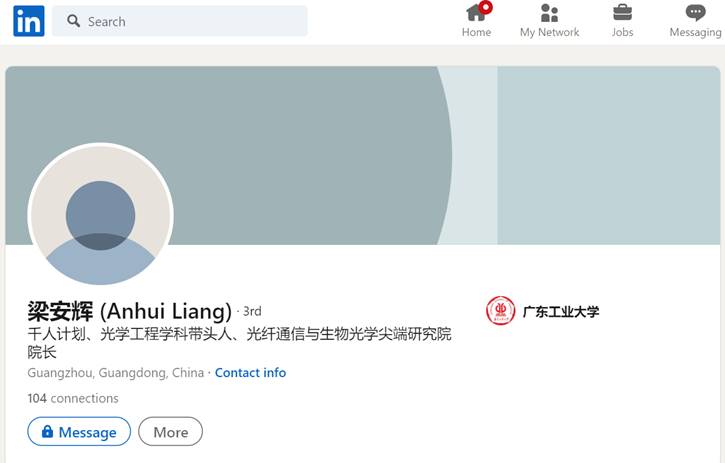 in
Search
Home
My Network
Jobs
Messaging
梁安辉 (Anhui Liang) · 3rd
广东工业大学
千人计划、光学工程学科带头人、光纤通信与生物光学尖端研究院
院长
Guangzhou, Guangdong, China · Contact info
104 connections
Message
More